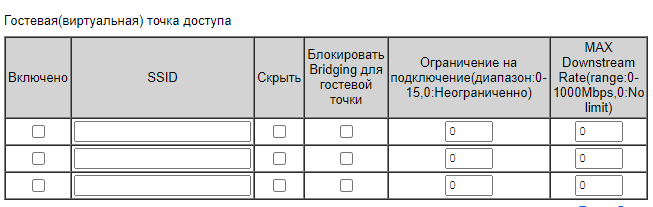 Гостевая(виртуальная) точка доступа
Включено
SSID
Скрыть
Блокировать
Bridging для
гостевой
точки
Ограничение на
подключение(диапазон:0-
15,0:Неограниченно)
MAX
Downstream
Rate(range:0-
1000Mbps,0:No
limit)
0 0
0 0
0 0